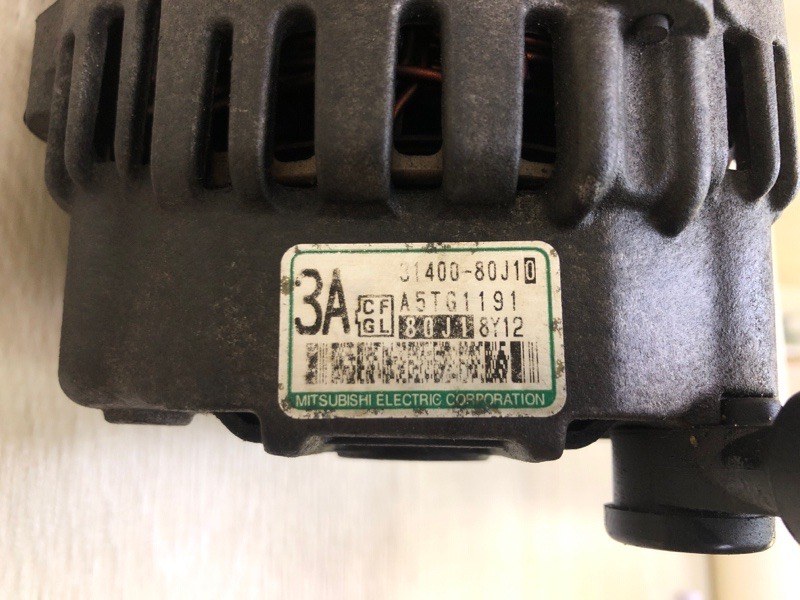 31400-80J10
3A CF GL A5TG1191
80J1 8Y12
MITSUBISHI ELECTRIC CORPORATION